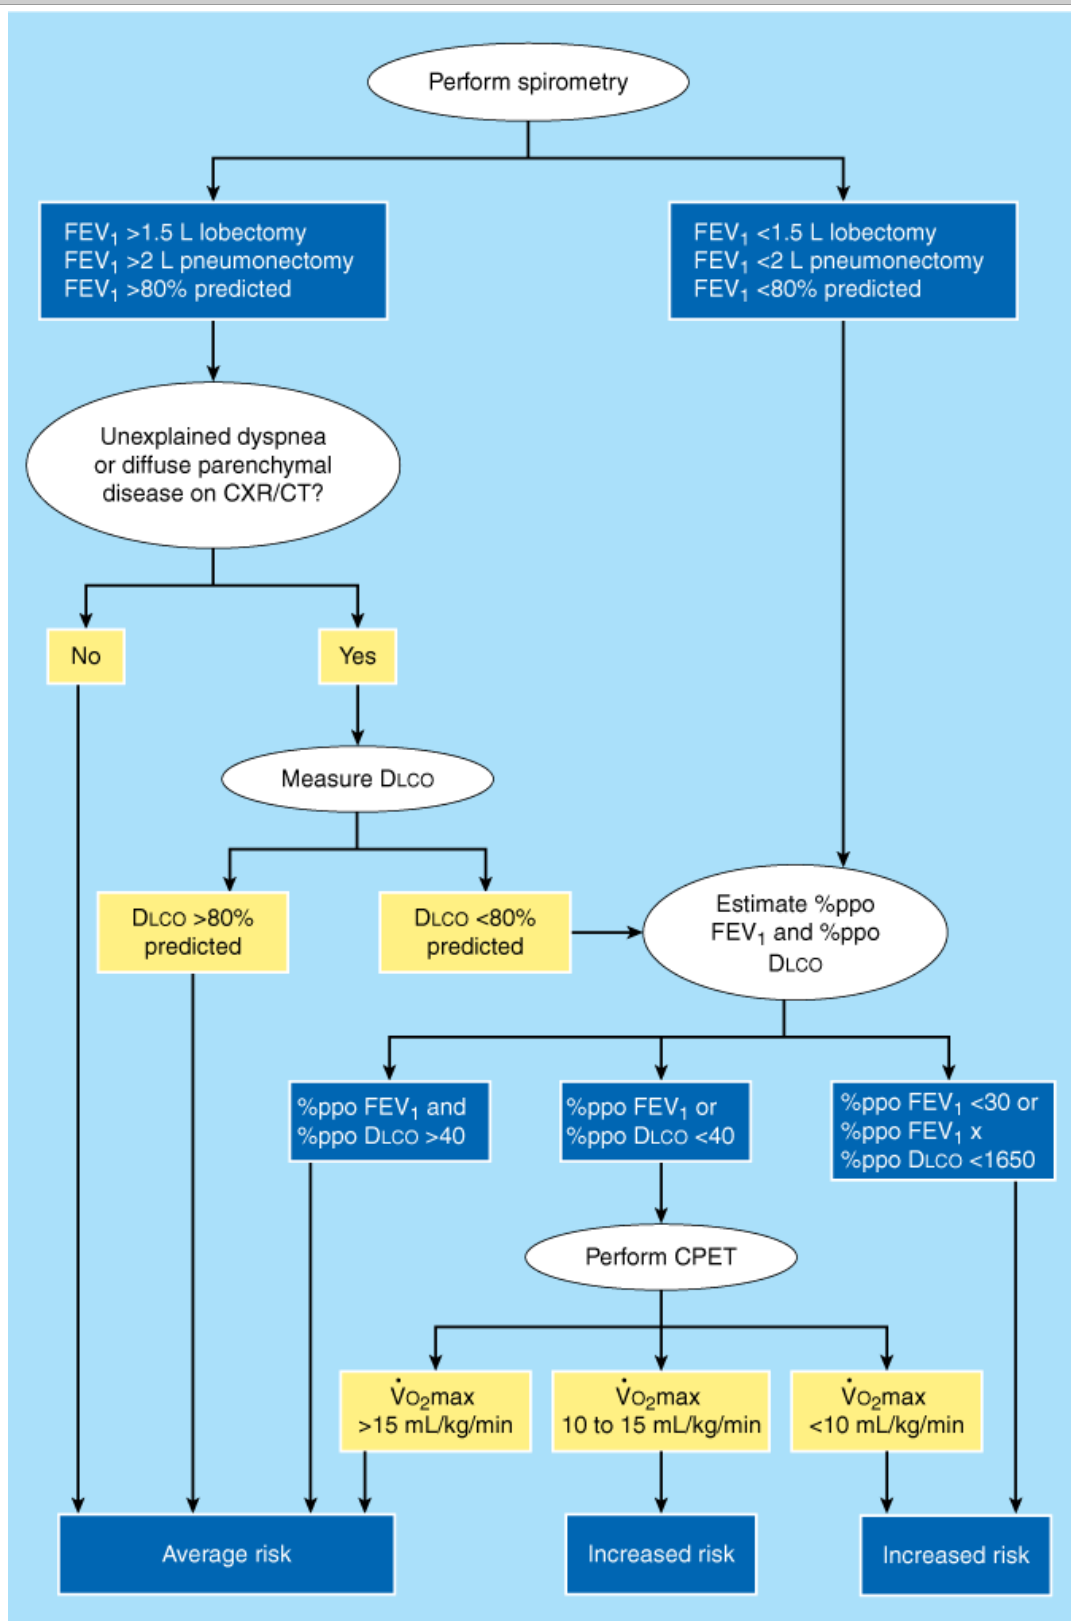 Perform spirometry
FEV₁ >1.5 L lobectomy
FEV₁ >2 L pneumonectomy
FEV₁ >80% predicted
FEV₁ <1.5 L lobectomy
FEV₁ <2 L pneumonectomy
FEV₁ <80% predicted
Unexplained dyspnea
or diffuse parenchymal
disease on CXR/CT?
No
Yes
Measure DLCO
DLCO >80%
predicted
DLCO <80%
predicted
Estimate %ppo
FEV₁ and %ppo
DLCO
%ppo FEV₁ and
%ppo DLCO >40
%ppo FEV₁ or
%ppo DLCO <40
%ppo FEV₁ <30 or
%ppo FEV₁ x
%ppo DLCO <1650
Perform CPET
V̇O₂max
>15 mL/kg/min
V̇O₂max
10 to 15 mL/kg/min
V̇O₂max
<10 mL/kg/min
Average risk
Increased risk
Increased risk